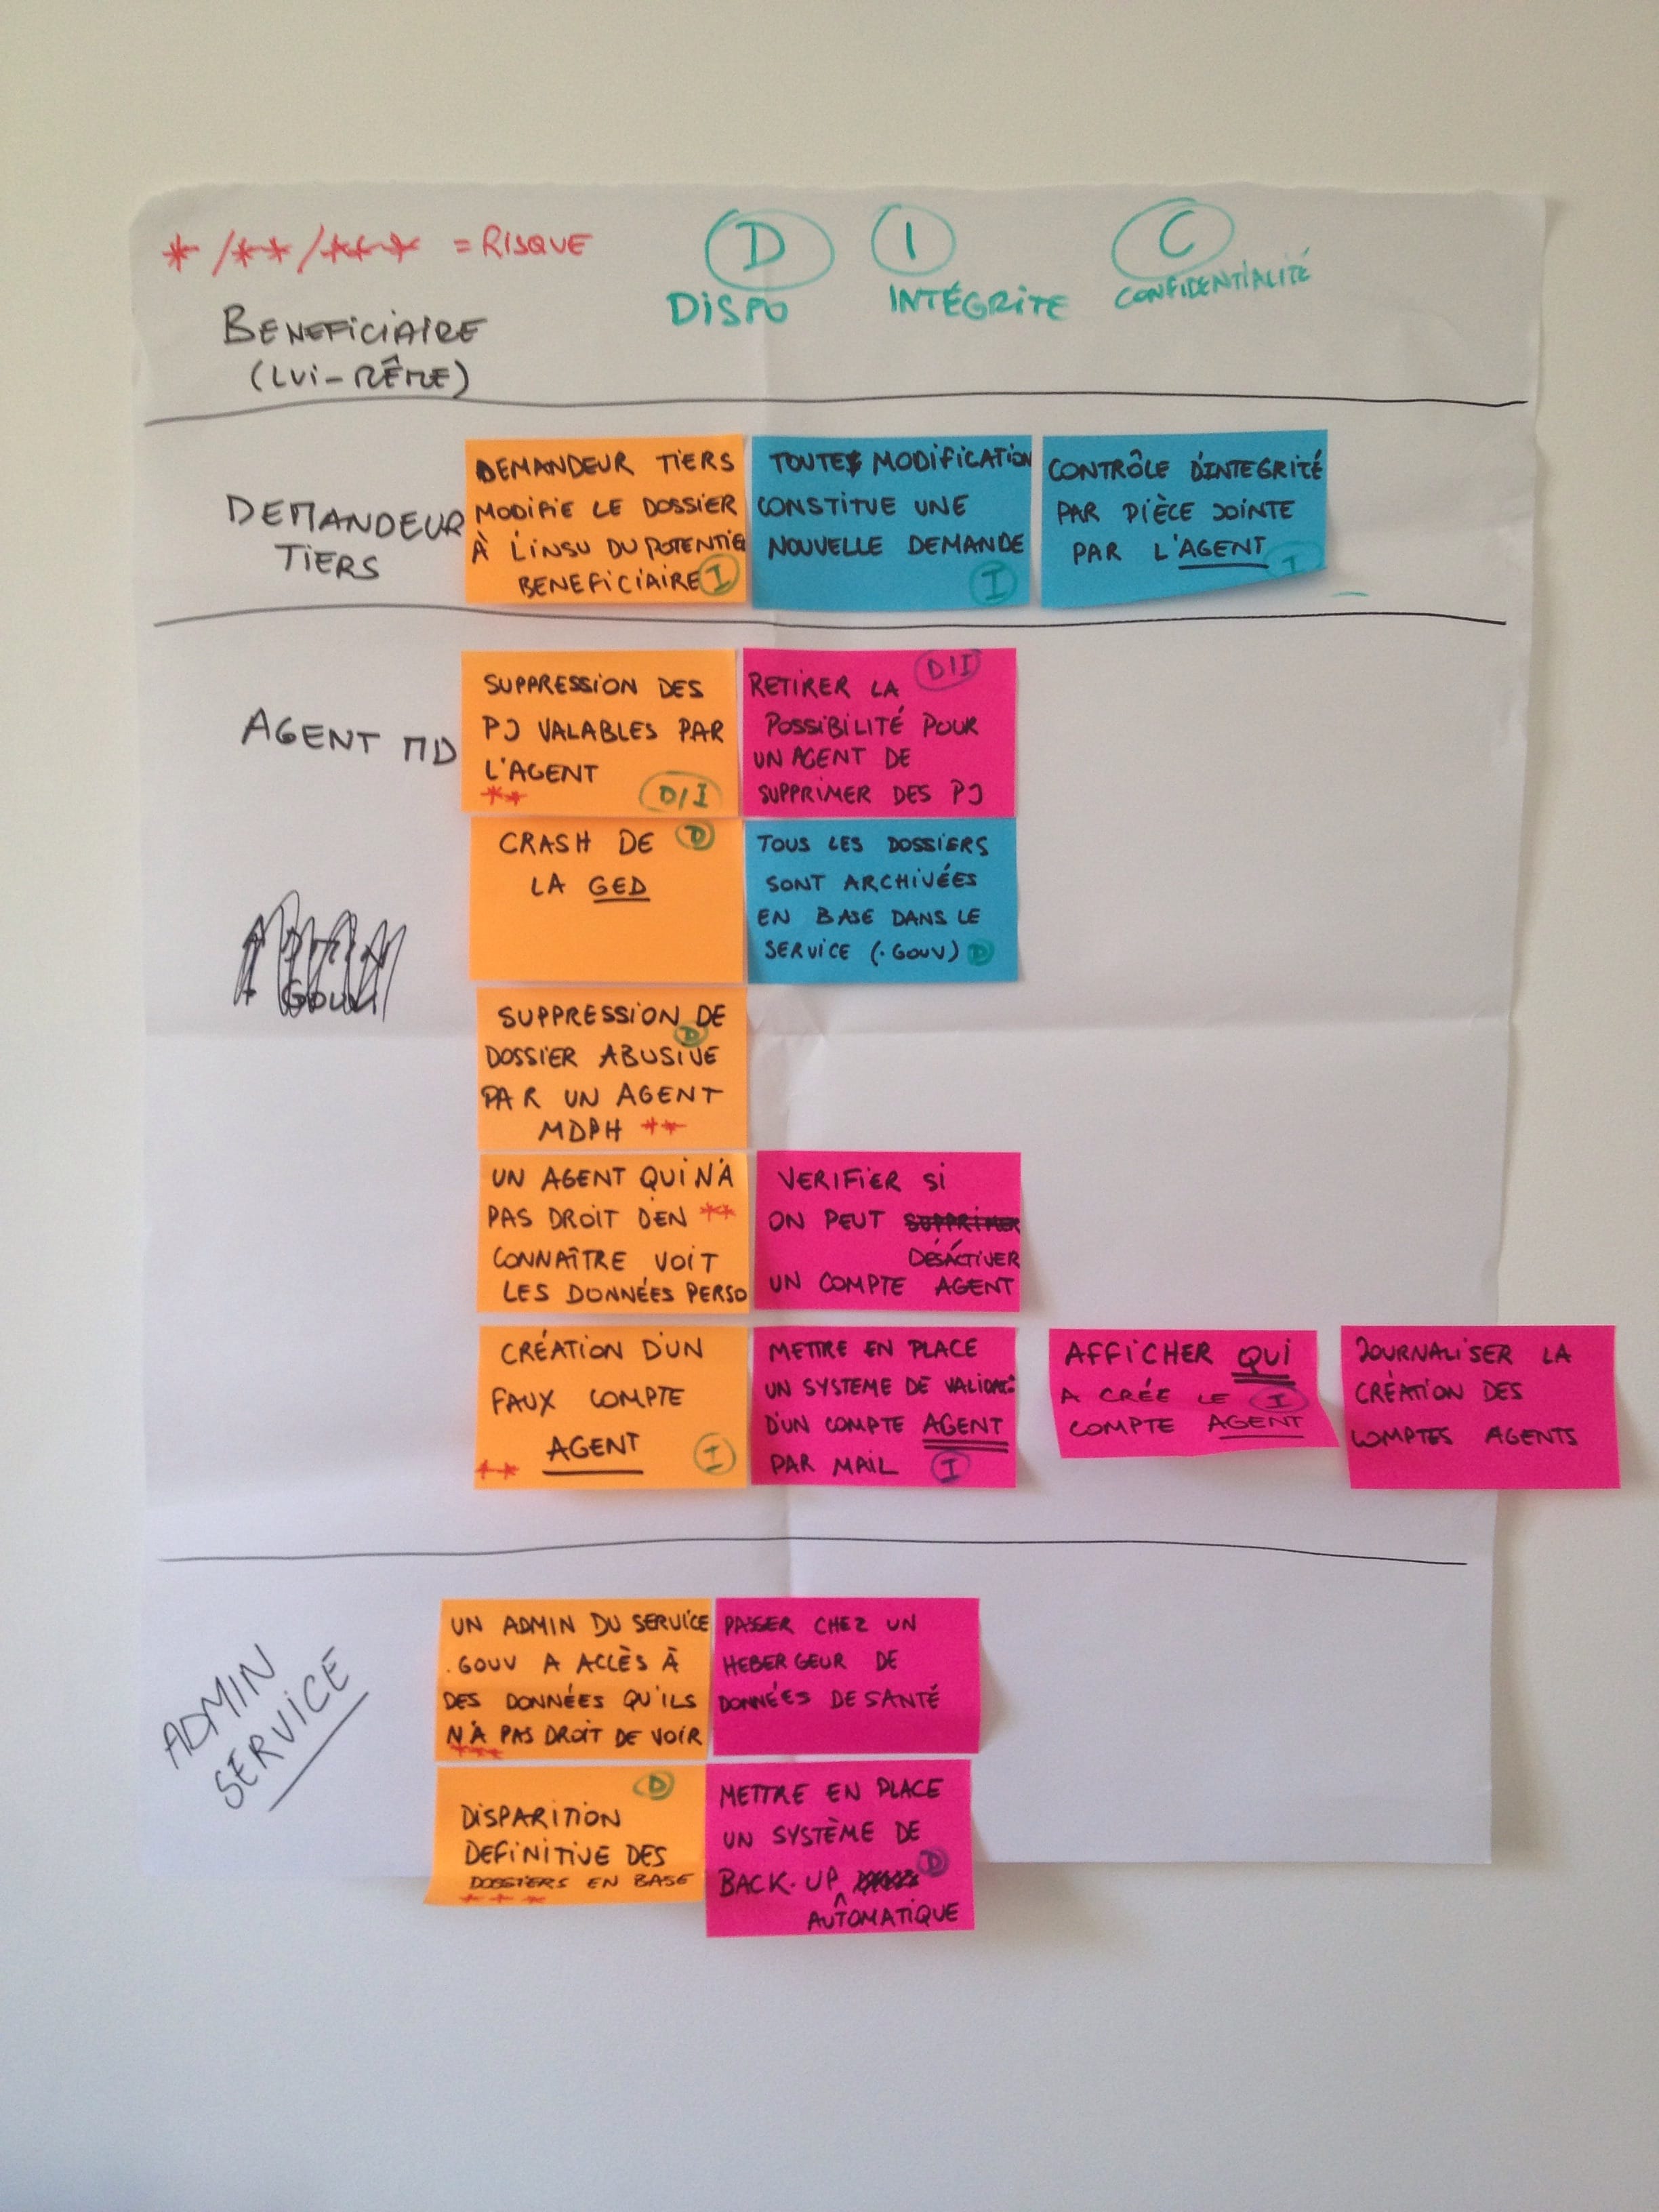 * / ** / *** = RISQUE
D
DISPO
I
INTÉGRITE
C
CONFIDENTIALITÉ
BENEFICIAIRE
(LUI-MÊME)
DEMANDEUR
TIERS
DEMANDEUR TIERS
MODIFIE LE DOSSIER
À L'INSU DU POTENTIE
BENEFICIAIRE I
TOUTES MODIFICATION
CONSTITUE UNE
NOUVELLE DEMANDE
I
CONTRÔLE D'INTEGRITÉ
PAR PIÈCE JOINTE
PAR L'AGENT I
AGENT MD
SUPPRESSION DES
PJ VALABLES PAR
L'AGENT
** D/I
D/I
RETIRER LA
POSSIBILITÉ POUR
UN AGENT DE
SUPPRIMER DES PJ
CRASH DE D
LA GED
TOUS LES DOSSIERS
SONT ARCHIVÉES
EN BASE DANS LE
SERVICE (.GOUV) D
GOUV
SUPPRESSION DE
D
DOSSIER ABUSIVE
PAR UN AGENT
MDPH **
UN AGENT QUI N'A
PAS DROIT D'EN **
CONNAÎTRE VOIT
LES DONNÉES PERSO
VERIFIER SI
ON PEUT SUPPRIMER
DÉSACTIVER
UN COMPTE AGENT
CRÉATION D'UN
FAUX COMPTE
AGENT
** I
METTRE EN PLACE
UN SYSTEME DE VALIDAT°
D'UN COMPTE AGENT
PAR MAIL I
AFFICHER QUI
A CRÉE LE I
COMPTE AGENT
JOURNALISER LA
CRÉATION DES
COMPTES AGENTS
ADMIN
SERVICE
UN ADMIN DU SERVICE
.GOUV A ACCÈS À
DES DONNÉES QU'ILS
N'A PAS DROIT DE VOIR
***
PASSER CHEZ UN
HEBERGEUR DE
DONNÉES DE SANTÉ
D
DISPARITION
DEFINITIVE DES
DOSSIERS EN BASE
***
METTRE EN PLACE
UN SYSTÈME DE
BACK-UP D
AUTOMATIQUE